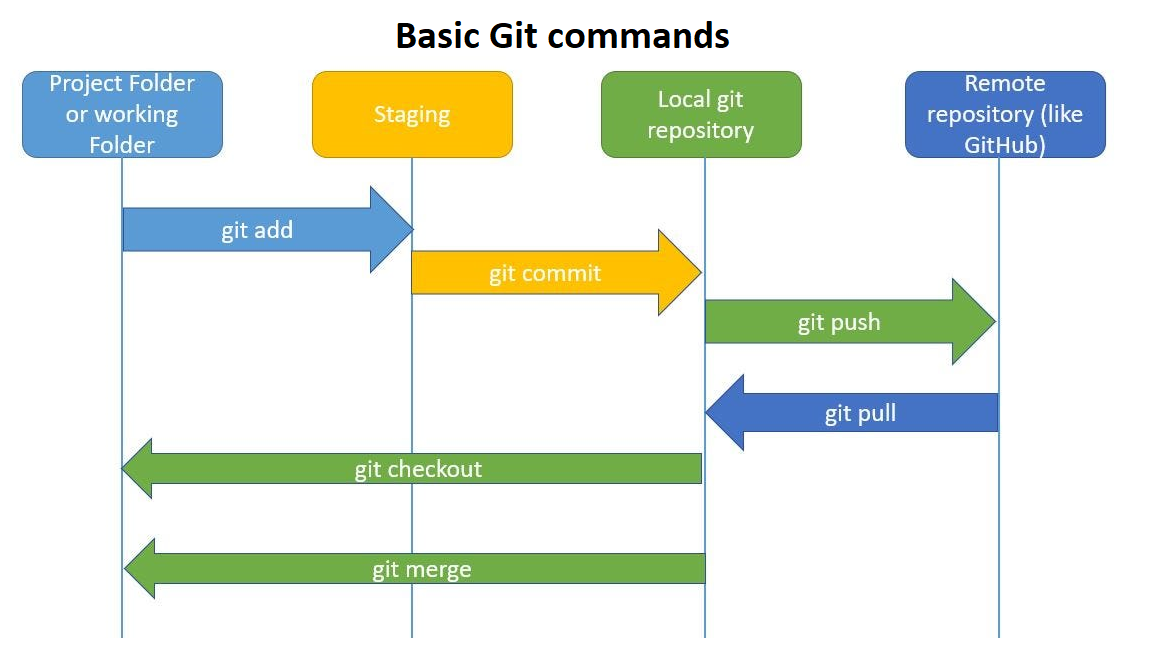 Basic Git commands
Project Folder
or working
Folder
Staging
Local git
repository
Remote
repository (like
GitHub)
git add
git commit
git push
git pull
git checkout
git merge